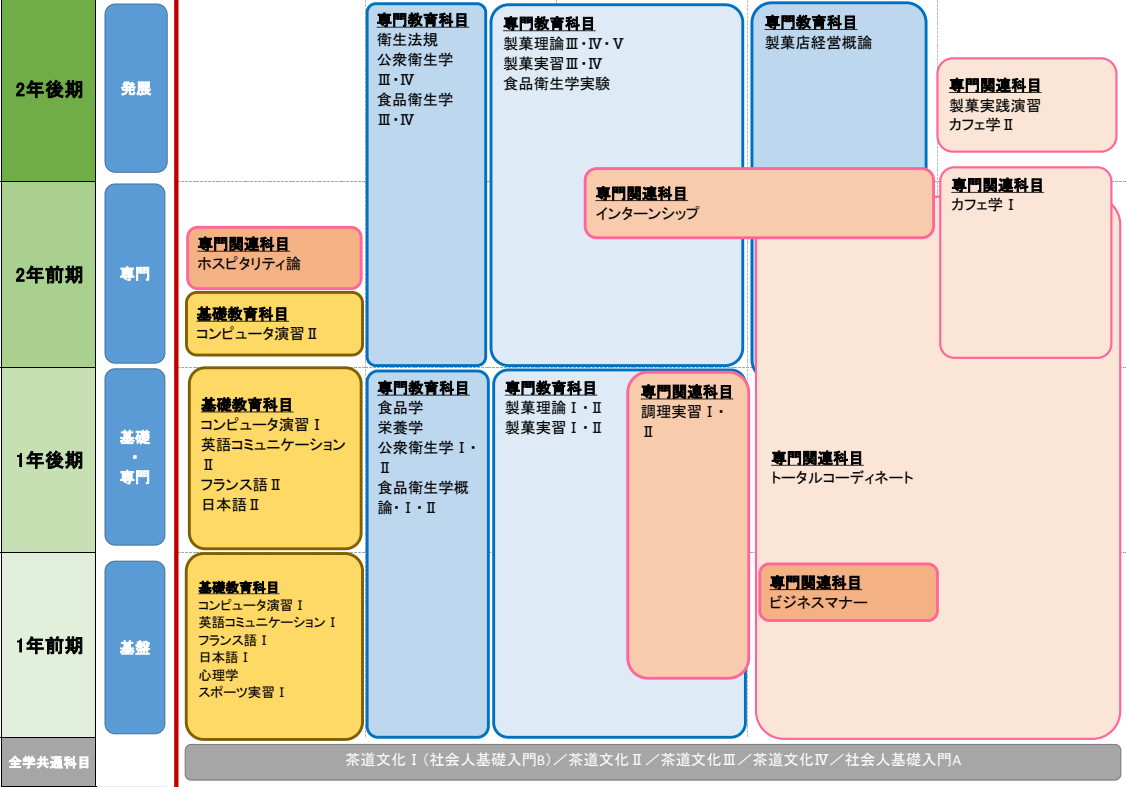 2年後期
発展
専門教育科目
衛生法規
公衆衛生学
Ⅲ・Ⅳ
食品衛生学
Ⅲ・Ⅳ
専門教育科目
製菓理論Ⅲ・Ⅳ・Ⅴ
製菓実習Ⅲ・Ⅳ
食品衛生学実験
専門教育科目
製菓店経営概論
専門関連科目
製菓実践演習
カフェ学Ⅱ
2年前期
専門
専門関連科目
インターンシップ
専門関連科目
カフェ学Ⅰ
専門関連科目
ホスピタリティ論
基礎教育科目
コンピュータ演習Ⅱ
1年後期
基礎
・
専門
基礎教育科目
コンピュータ演習Ⅰ
英語コミュニケーション
Ⅱ
フランス語Ⅱ
日本語Ⅱ
専門教育科目
食品学
栄養学
公衆衛生学Ⅰ・
Ⅱ
食品衛生学概
論・Ⅰ・Ⅱ
専門教育科目
製菓理論Ⅰ・Ⅱ
製菓実習Ⅰ・Ⅱ
専門関連科目
調理実習Ⅰ・
Ⅱ
専門関連科目
トータルコーディネート
1年前期
基盤
基礎教育科目
コンピュータ演習Ⅰ
英語コミュニケーションⅠ
フランス語Ⅰ
日本語Ⅰ
心理学
スポーツ実習Ⅰ
専門関連科目
ビジネスマナー
全学共通科目
茶道文化Ⅰ(社会人基礎入門B)／茶道文化Ⅱ／茶道文化Ⅲ／茶道文化Ⅳ／社会人基礎入門A